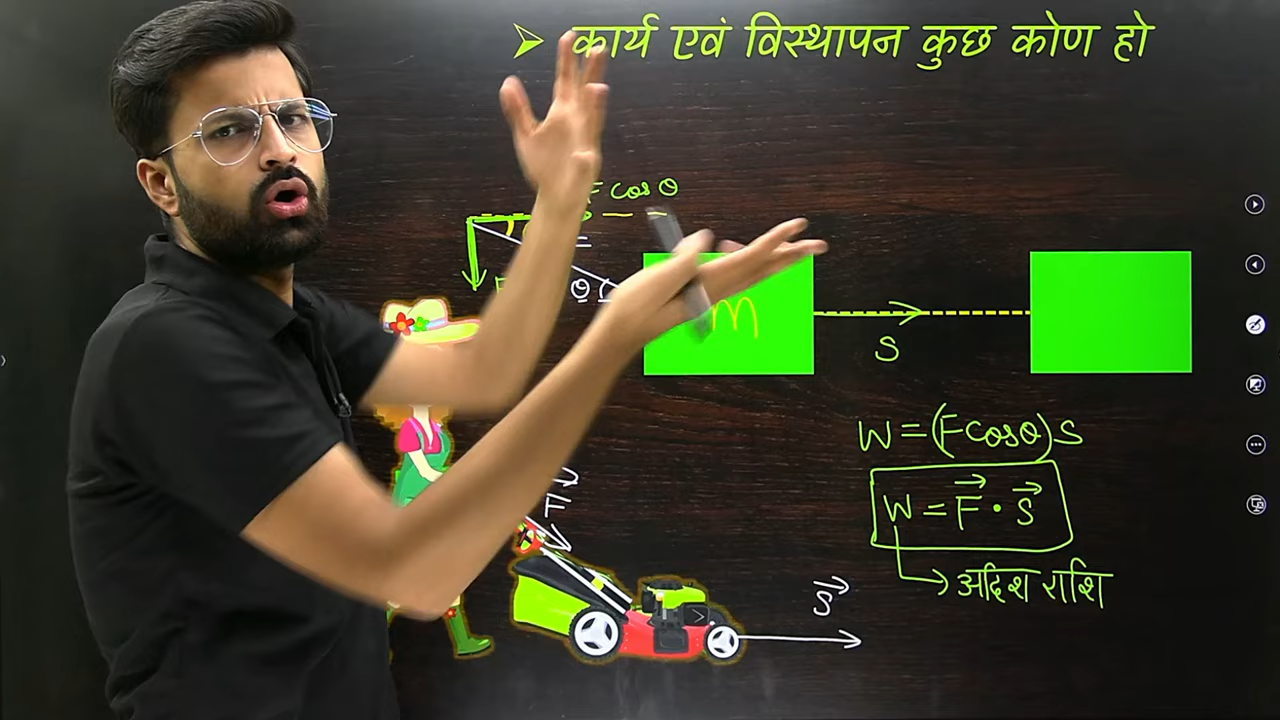 ➢ कार्य एवं विस्थापन कुछ कोण हो
F cos θ
θ
m
S
W = (F cos θ) S
W = F⃗ · S⃗
→ अदिश राशि
F⃗
S⃗